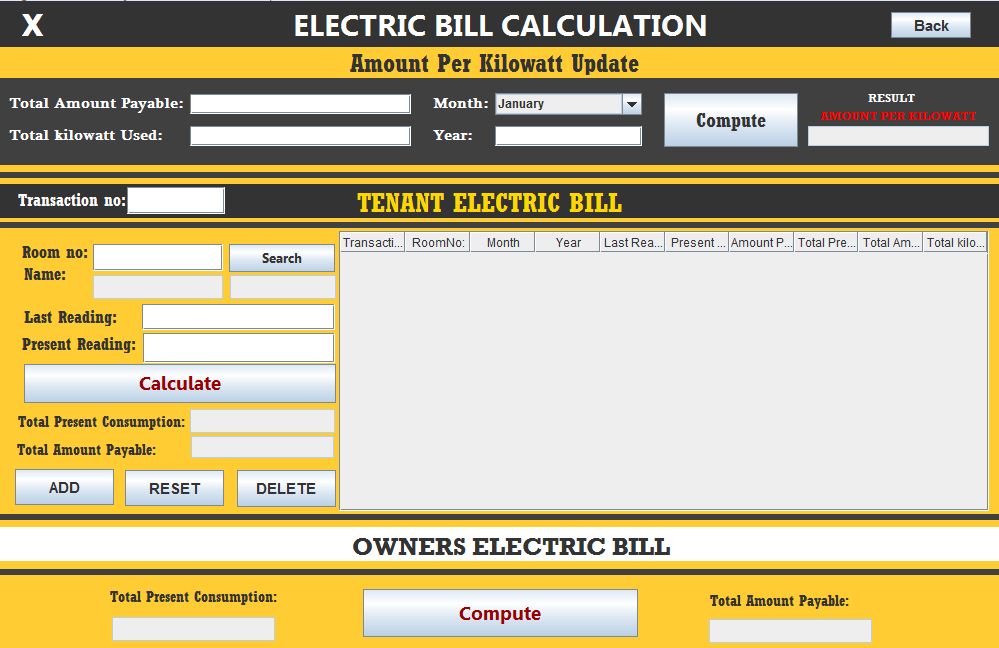 X ELECTRIC BILL CALCULATION Back
Amount Per Kilowatt Update
Total Amount Payable: Month: January Compute RESULT
AMOUNT PER KILOWATT
Total kilowatt Used: Year:
Transaction no: TENANT ELECTRIC BILL
Transacti... RoomNo: Month Year Last Rea... Present ... Amount P... Total Pre... Total Am... Total kilo...
Room no: Search
Name:
Last Reading:
Present Reading:
Calculate
Total Present Consumption:
Total Amount Payable:
ADD RESET DELETE
OWNERS ELECTRIC BILL
Total Present Consumption: Compute Total Amount Payable: